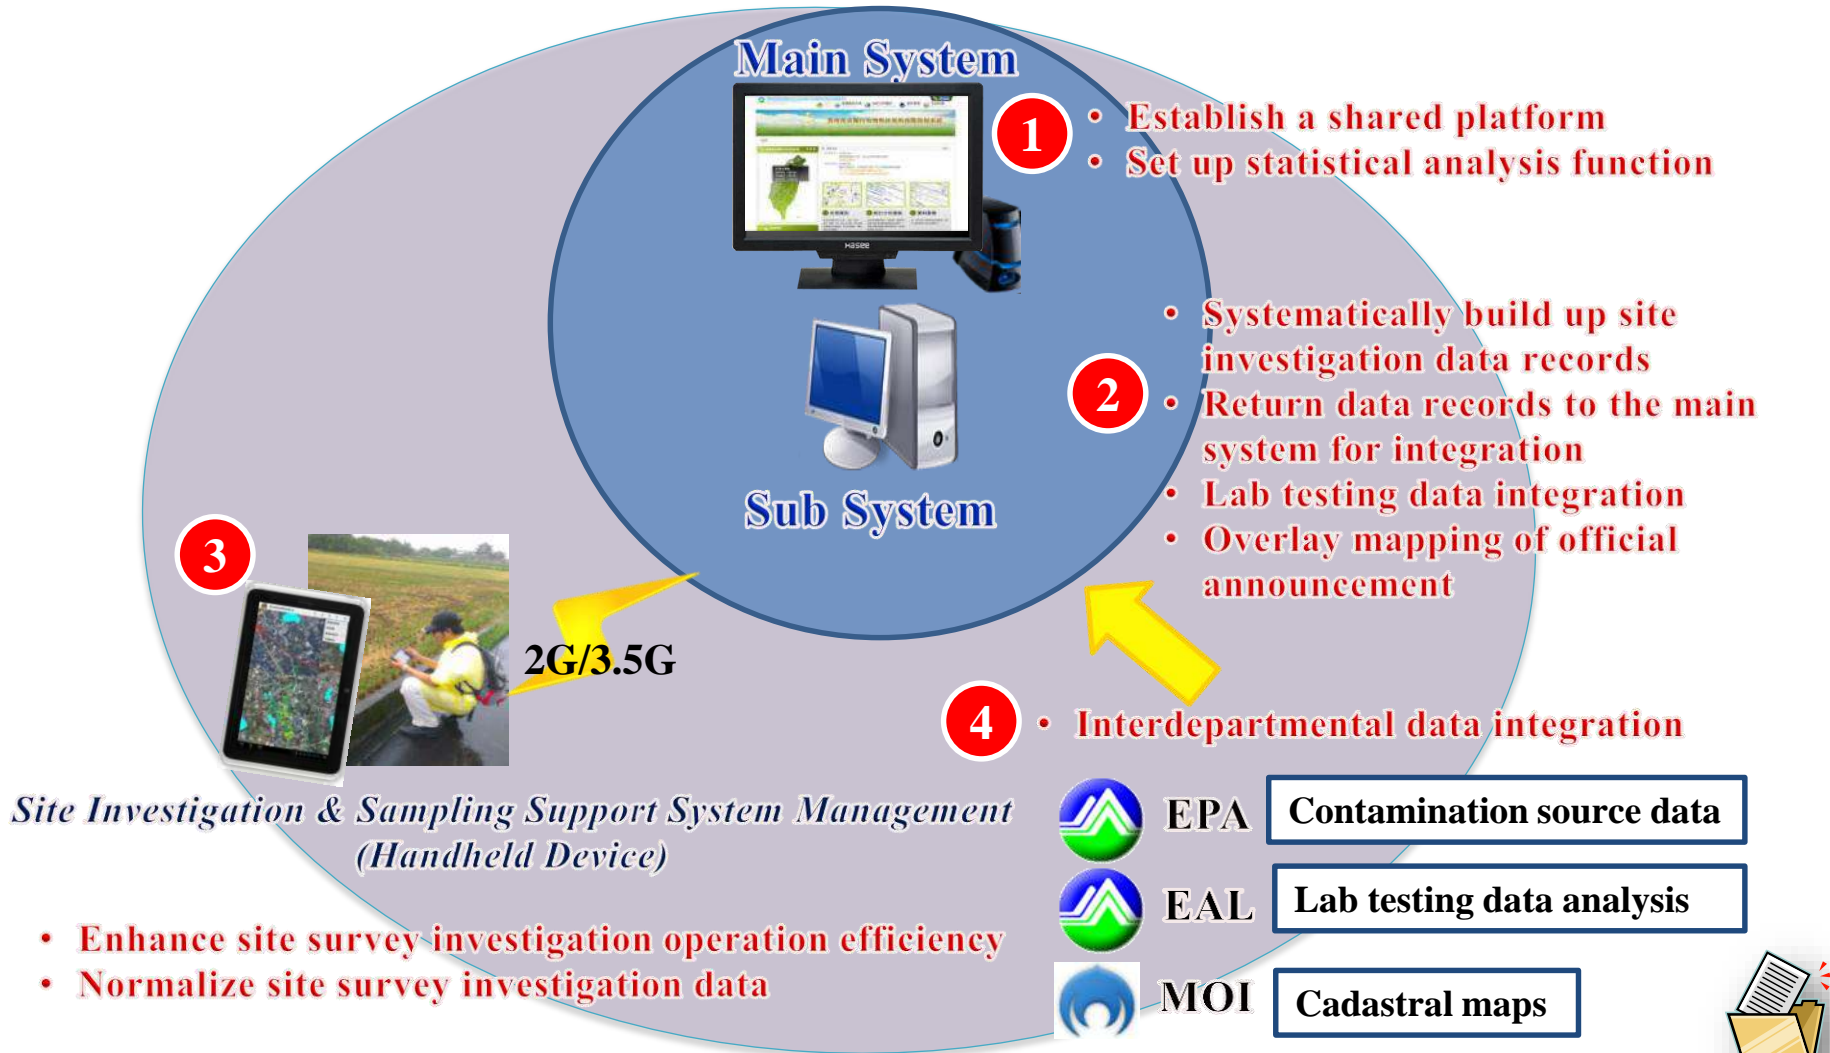 Main System
Hasee
1
• Establish a shared platform
• Set up statistical analysis function
2
• Systematically build up site
investigation data records
• Return data records to the main
system for integration
• Lab testing data integration
• Overlay mapping of official
announcement
Sub System
3
2G/3.5G
Site Investigation & Sampling Support System Management
(Handheld Device)
• Enhance site survey investigation operation efficiency
• Normalize site survey investigation data
4
• Interdepartmental data integration
EPA
Contamination source data
EAL
Lab testing data analysis
MOI
Cadastral maps